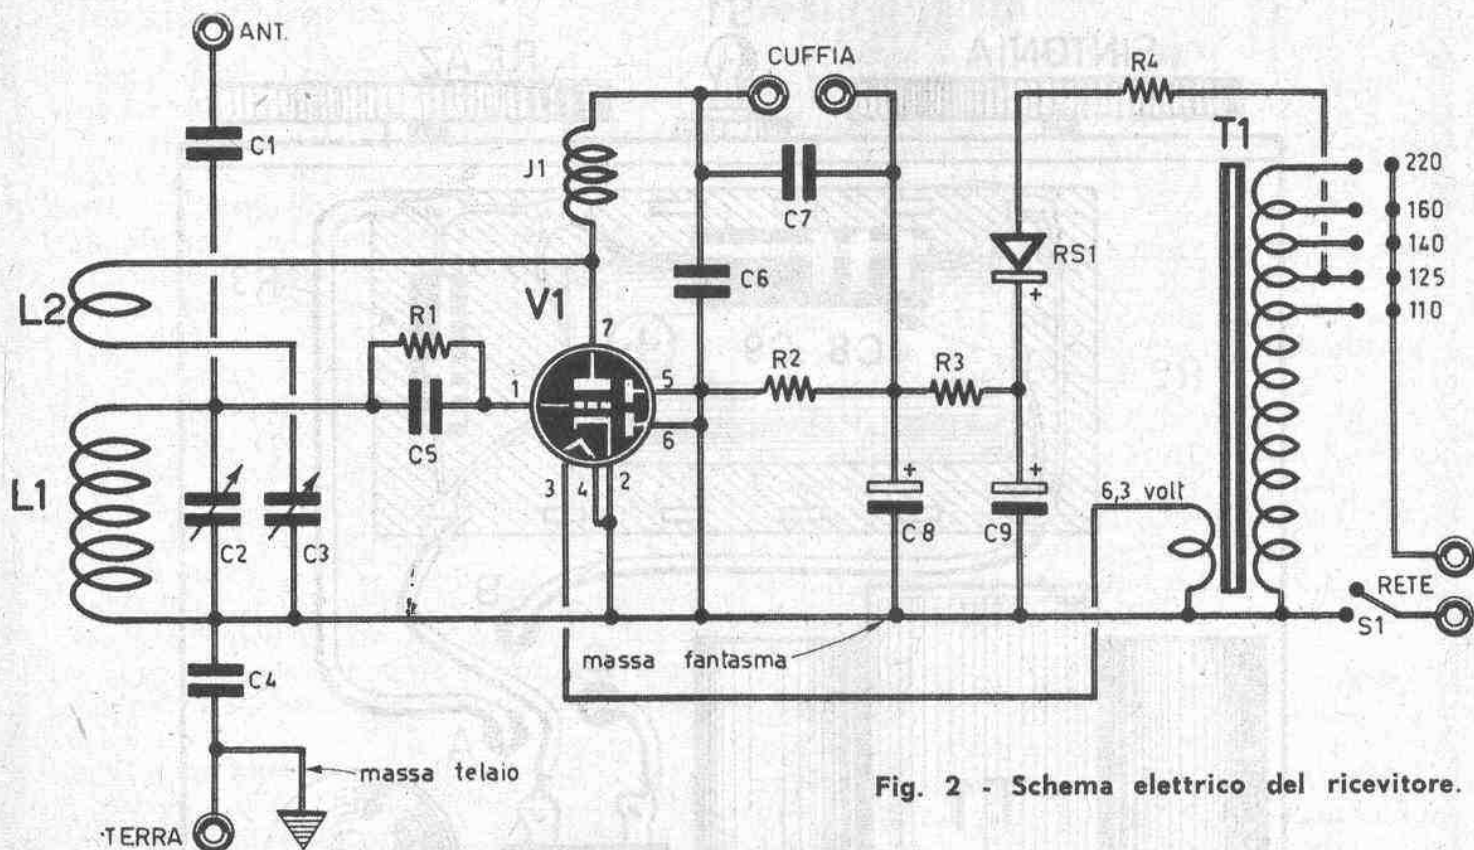 ANT.
CUFFIA
R4
C1
J1
T1
220
C7
160
RS1
140
+
C6
125
L2
V1
110
R1
7
R2
R3
1
5
C5
6
L1
3
4
2
+
+
6,3 volt
C2
C3
C8
C9
RETE
S1
massa fantasma
C4
massa telaio
Fig. 2 - Schema elettrico del ricevitore.
TERRA